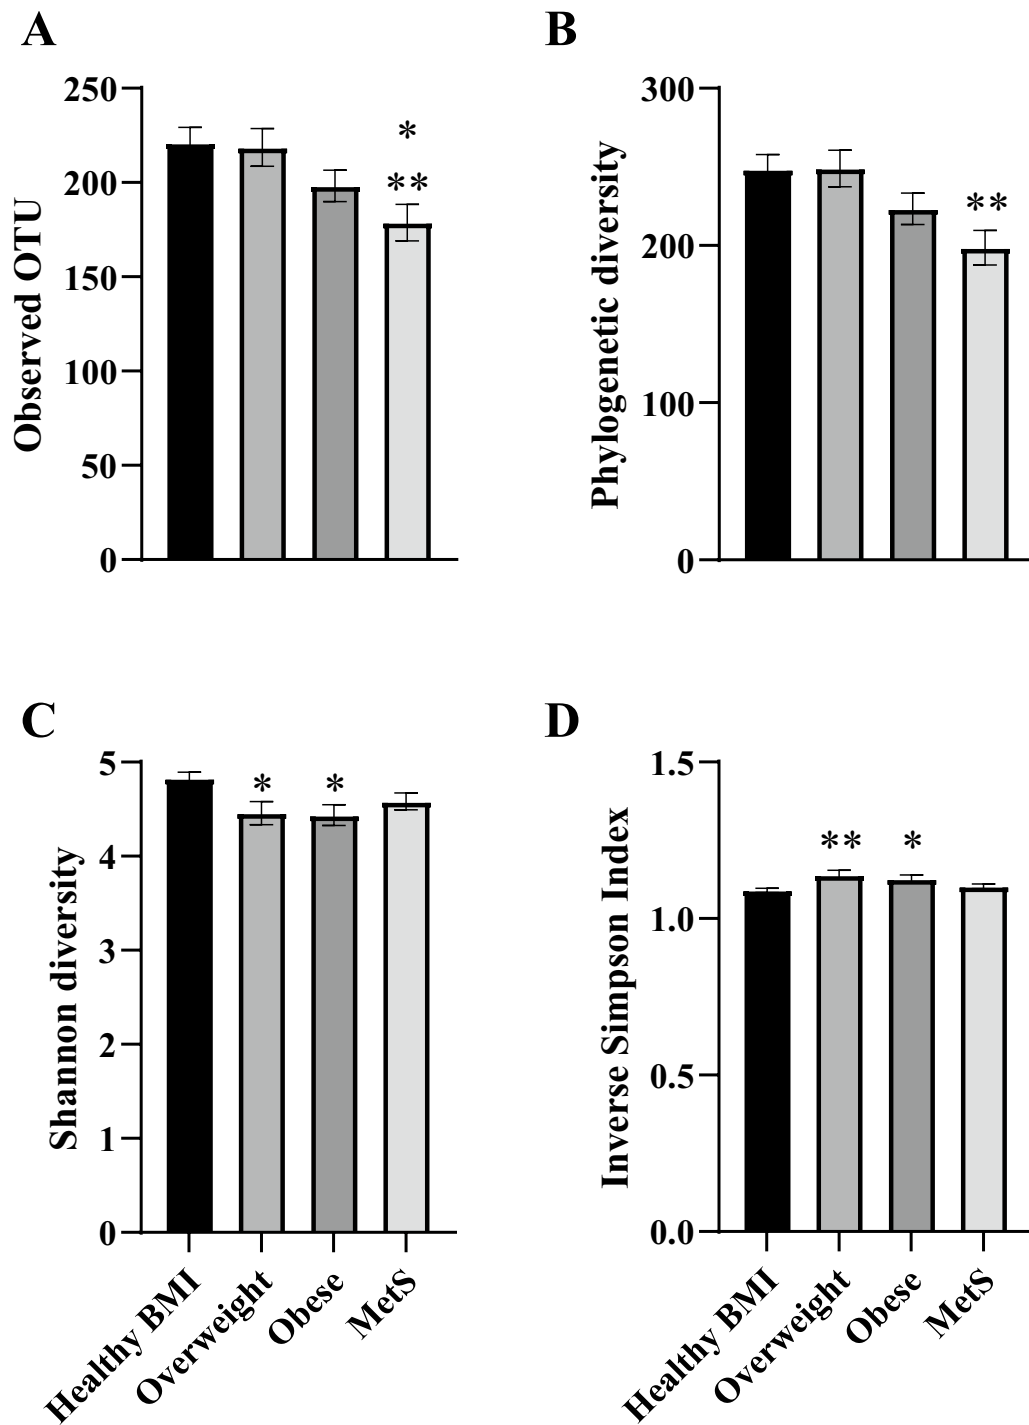 A
Observed OTU
250
200
150
100
50
0
*
**
B
Phylogenetic diversity
300
200
100
0
**
C
Shannon diversity
5
4
3
2
1
0
*
*
Healthy BMI
Overweight
Obese
MetS
D
Inverse Simpson Index
1.5
1.0
0.5
0.0
**
*
Healthy BMI
Overweight
Obese
MetS